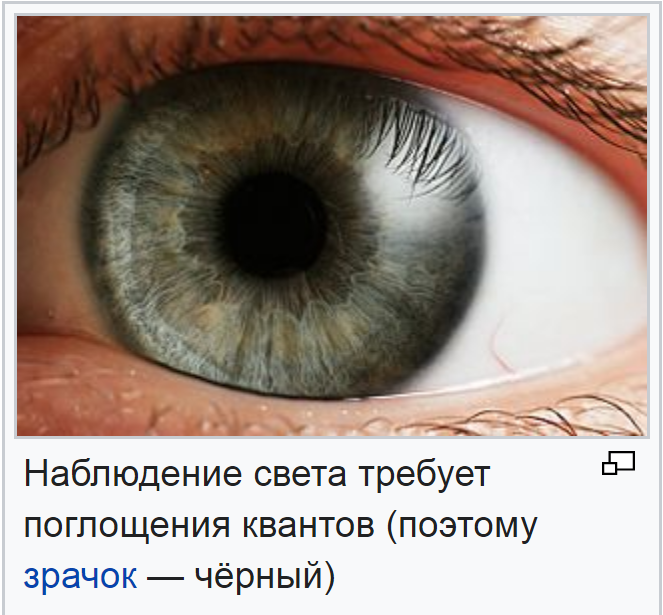 Наблюдение света требует
поглощения квантов (поэтому
зрачок — чёрный)